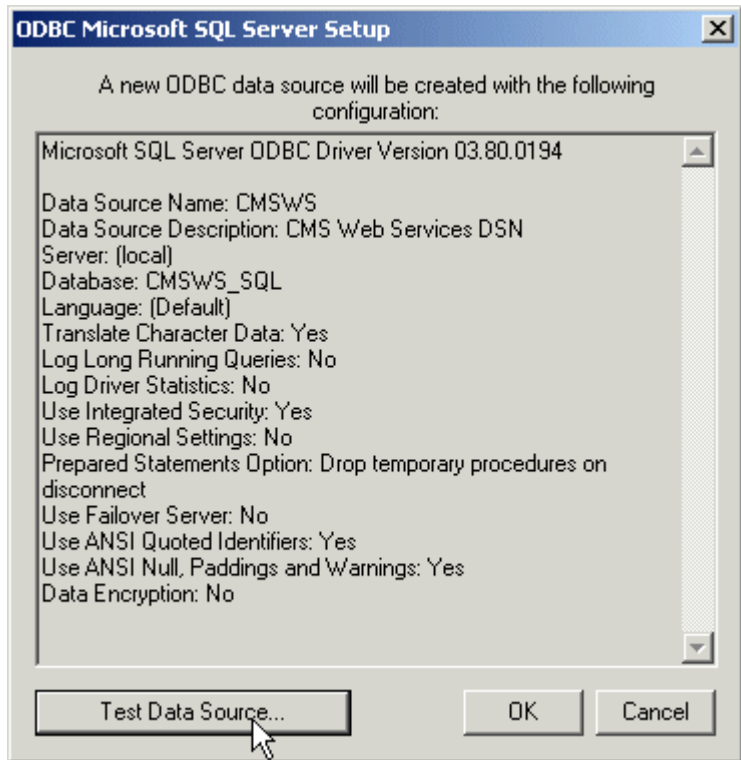 ODBC Microsoft SQL Server Setup
A new ODBC data source will be created with the following
configuration:
Microsoft SQL Server ODBC Driver Version 03.80.0194
Data Source Name: CMSWS
Data Source Description: CMS Web Services DSN
Server: (local)
Database: CMSWS_SQL
Language: (Default)
Translate Character Data: Yes
Log Long Running Queries: No
Log Driver Statistics: No
Use Integrated Security: Yes
Use Regional Settings: No
Prepared Statements Option: Drop temporary procedures on
disconnect
Use Failover Server: No
Use ANSI Quoted Identifiers: Yes
Use ANSI Null, Paddings and Warnings: Yes
Data Encryption: No
Test Data Source... OK Cancel